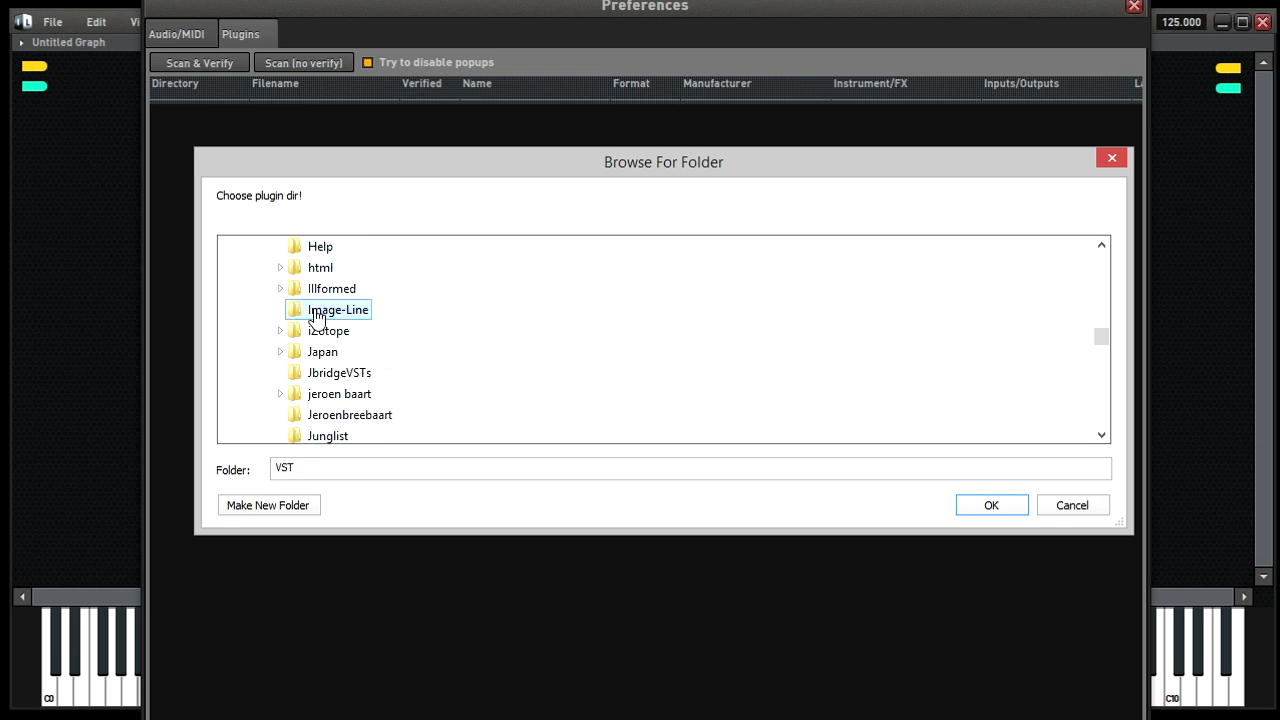 Preferences
File Edit Vi 125.000
Untitled Graph
Audio/MIDI Plugins
Scan & Verify Scan (no verify) Try to disable popups
Directory Filename Verified Name Format Manufacturer Instrument/FX Inputs/Outputs
Browse For Folder
Choose plugin dir!
Help
html
Illformed
Image-Line
iZotope
Japan
JbridgeVSTs
jeroen baart
Jeroenbreebaart
Junglist
Folder: VST
Make New Folder OK Cancel
C0 C10